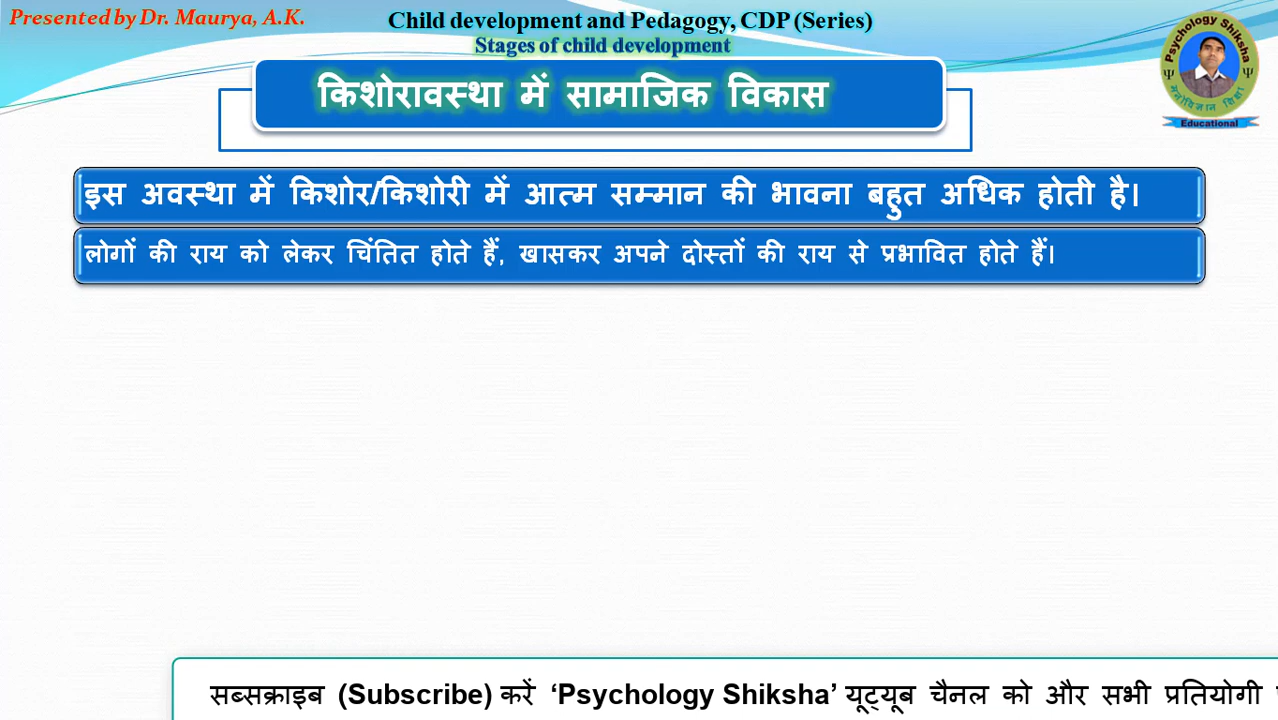 Presented by Dr. Maurya, A.K.
Child development and Pedagogy, CDP (Series)
Stages of child development
Psychology Shiksha
Ψ Ψ
मनोविज्ञान शिक्षा
Educational
किशोरावस्था में सामाजिक विकास
इस अवस्था में किशोर/किशोरी में आत्म सम्मान की भावना बहुत अधिक होती है।
लोगों की राय को लेकर चिंतित होते हैं, खासकर अपने दोस्तों की राय से प्रभावित होते हैं।
सब्सक्राइब (Subscribe) करें ‘Psychology Shiksha’ यूट्यूब चैनल को और सभी प्रतियोगी